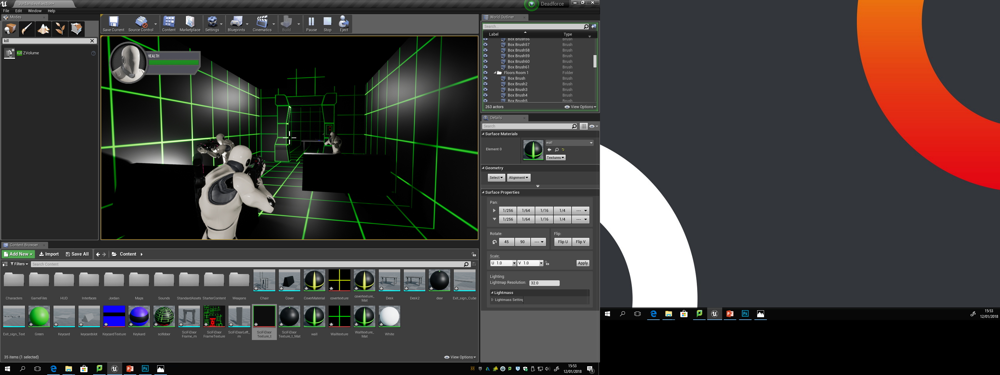 Jordanslevelsection*
Deadforce
File Edit Window Help
Modes
kill
Kill ZVolume
Save Current
Source Control
Content
Marketplace
Settings
Blueprints
Cinematics
Build
Pause
Stop
Eject
HEALTH
World Outliner
Search...
Label Type
Box Brush56 Brush
Box Brush57 Brush
Box Brush58 Brush
Box Brush59 Brush
Box Brush60 Brush
Box Brush61 Brush
Floors Room 1 Folder
Box Brush Brush
Box Brush2 Brush
Box Brush3 Brush
Box Brush4 Brush
Box Brush5 Brush
263 actors View Options
Details
Search
Surface Materials
Element 0
wall
Textures
Geometry
Select Alignment
Surface Properties
Pan:
1/256 1/64 1/16 1/4 ---
1/256 1/64 1/16 1/4 ---
Rotate: Flip:
45 90 --- Flip U Flip V
Scale:
U 1.0 V 1.0 Apply
Lighting:
Lightmap Resolution: 32.0
Lightmass
Lightmass Setting
Content Browser
Add New Import Save All Content
Filters Search Content
Characters GameFiles HUD Interfaces Jordan Maps Sounds StandardAssets StarterContent Weapons Chair Cover CoverMaterial covertexture covertexture_
Mat Desk Desk2 door Exit_sign_Cube
Exit_sign_Text Green Keycard keycardslot KeycardTexture Keykard scifidoor SciFiDoor
Frame_m SciFiDoor
FrameTexture SciFiDoorLeft_
m SciFiDoor
Texture_t SciFiDoor
Texture_t_Mat wall Walltexture Walltexture_
Mat White
35 items (1 selected) View Options
15:53
12/01/2018
1
15:53
12/01/2018